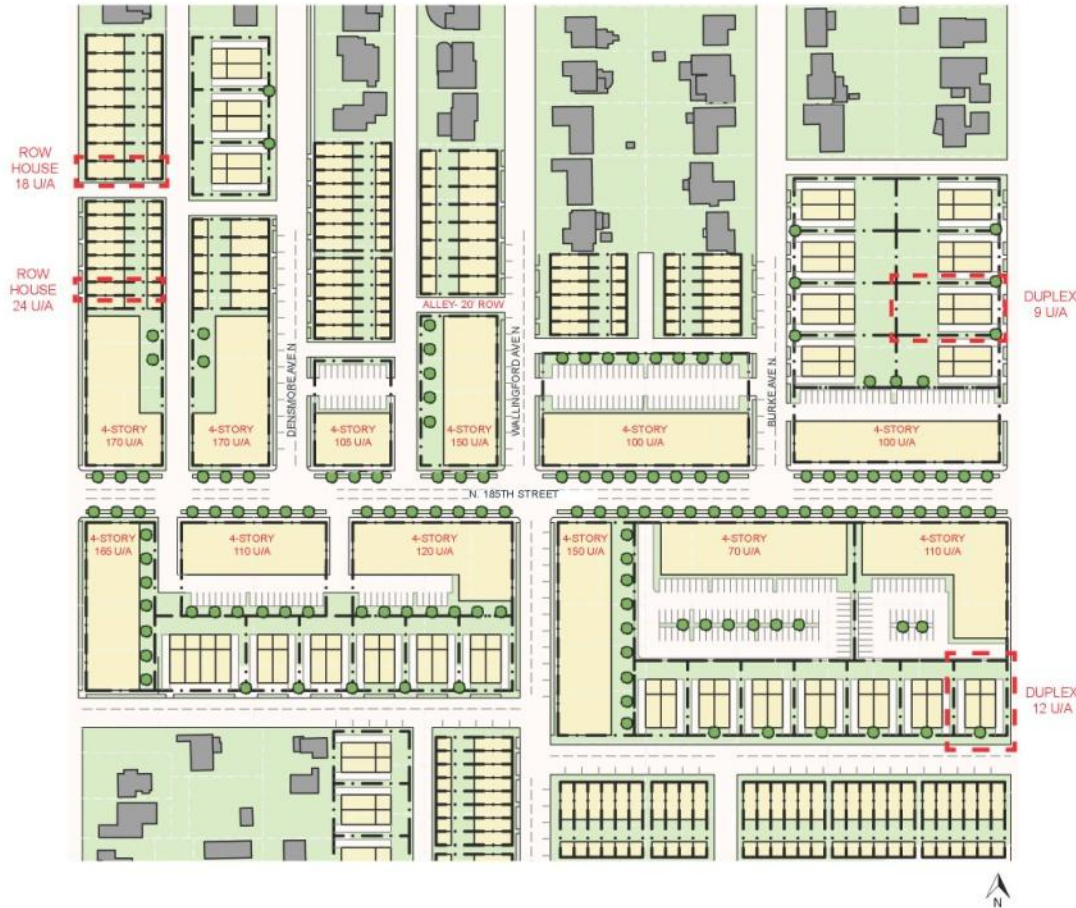 ROW
HOUSE
18 U/A
ROW
HOUSE
24 U/A
ALLEY- 20' ROW
DUPLEX
9 U/A
DENSMORE AVE N
WALLINGFORD AVE N
BURKE AVE N
4-STORY
170 U/A
4-STORY
170 U/A
4-STORY
105 U/A
4-STORY
150 U/A
4-STORY
100 U/A
4-STORY
100 U/A
N. 185TH STREET
4-STORY
165 U/A
4-STORY
110 U/A
4-STORY
120 U/A
4-STORY
150 U/A
4-STORY
70 U/A
4-STORY
110 U/A
DUPLEX
12 U/A
N